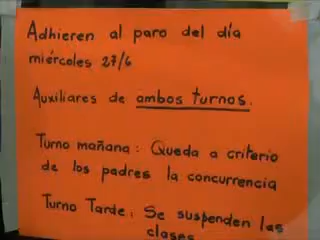 Adhieren al paro del día
miércoles 27/6
Auxiliares de ambos turnos.
Turno mañana: Queda a criterio
de los padres la concurrencia
Turno Tarde: Se suspenden las
clases